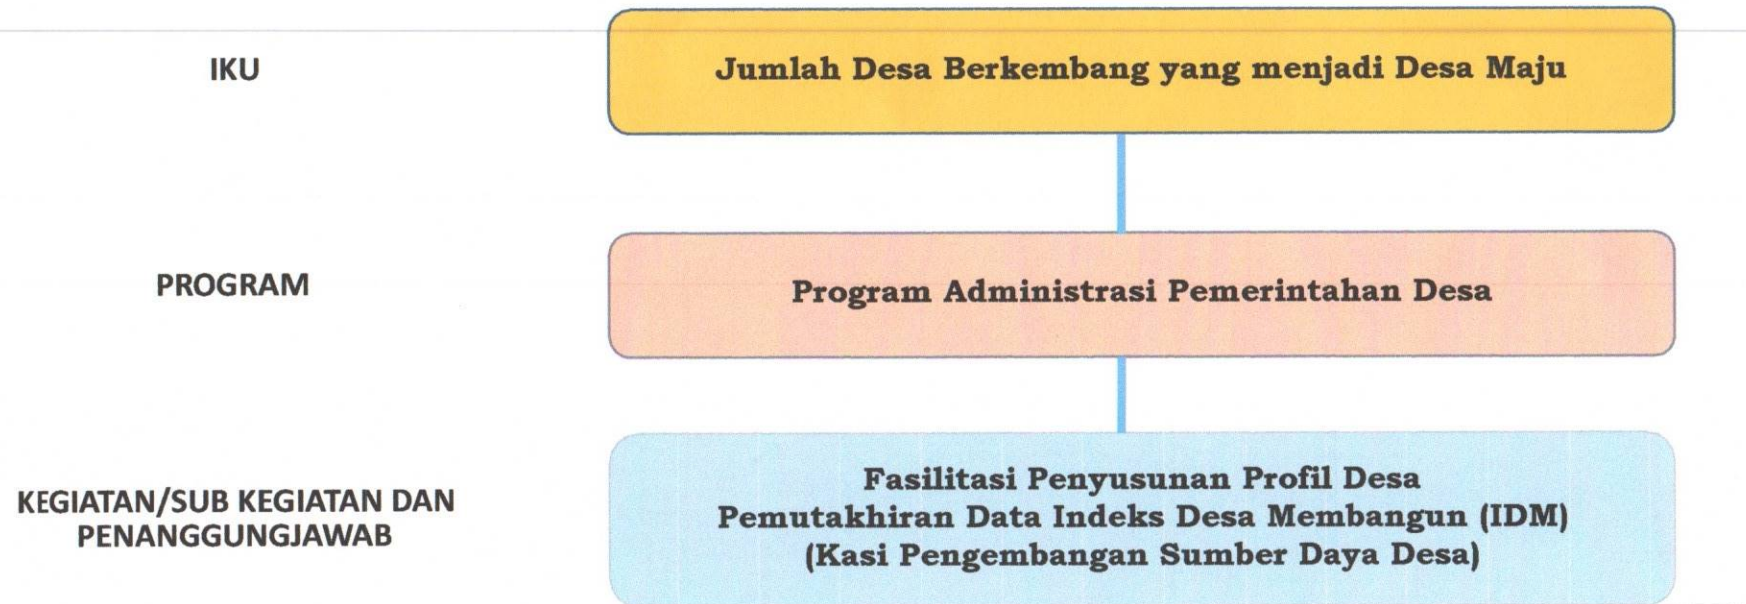 IKU
Jumlah Desa Berkembang yang menjadi Desa Maju
PROGRAM
Program Administrasi Pemerintahan Desa
KEGIATAN/SUB KEGIATAN DAN
PENANGGUNGJAWAB
Fasilitasi Penyusunan Profil Desa
Pemutakhiran Data Indeks Desa Membangun (IDM)
(Kasi Pengembangan Sumber Daya Desa)